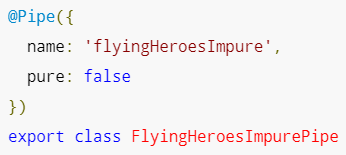 @Pipe({
  name: 'flyingHeroesImpure',
  pure: false
})
export class FlyingHeroesImpurePipe